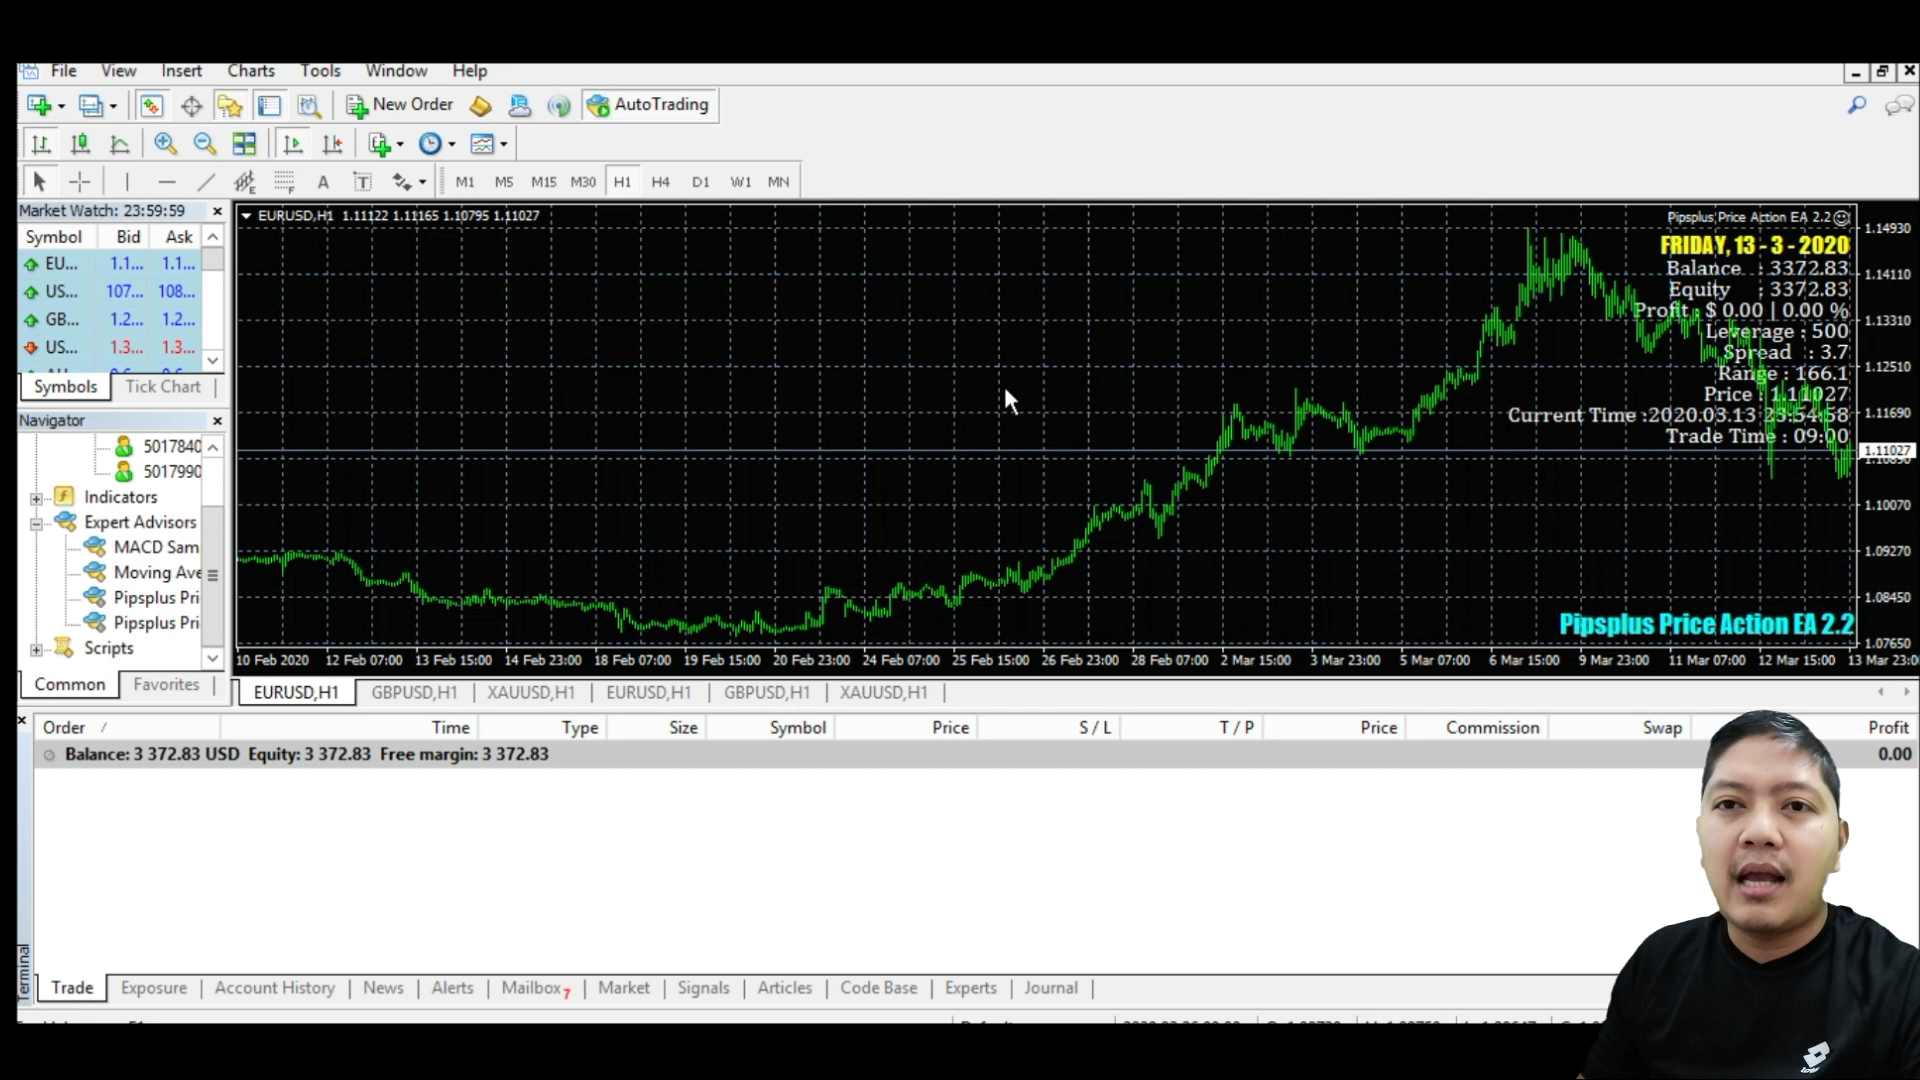 File View Insert Charts Tools Window Help
New Order AutoTrading
E F A T M1 M5 M15 M30 H1 H4 D1 W1 MN
Market Watch: 23:59:59
Symbol Bid Ask
EU... 1.1... 1.1...
US... 107... 108...
GB... 1.2... 1.2...
US... 1.3... 1.3...
Symbols Tick Chart
Navigator
5017840
5017990
Indicators
Expert Advisors
MACD Sam
Moving Ave
Pipsplus Pri
Pipsplus Pri
Scripts
Common Favorites
EURUSD,H1 1.11122 1.11165 1.10795 1.11027
Pipsplus Price Action EA 2.2
FRIDAY, 13 - 3 - 2020
Balance : 3372.83
Equity : 3372.83
Profit : $ 0.00 | 0.00 %
Leverage : 500
Spread : 3.7
Range : 166.1
Price : 1.11027
Current Time :2020.03.13 23:54:58
Trade Time : 09:00
Pipsplus Price Action EA 2.2
1.14930
1.14110
1.13310
1.12510
1.11690
1.11027
1.10890
1.10070
1.09270
1.08450
1.07650
10 Feb 2020 12 Feb 07:00 13 Feb 15:00 14 Feb 23:00 18 Feb 07:00 19 Feb 15:00 20 Feb 23:00 24 Feb 07:00 25 Feb 15:00 26 Feb 23:00 28 Feb 07:00 2 Mar 15:00 3 Mar 23:00 5 Mar 07:00 6 Mar 15:00 9 Mar 23:00 11 Mar 07:00 12 Mar 15:00 13 Mar 23:0
EURUSD,H1 GBPUSD,H1 XAUUSD,H1 EURUSD,H1 GBPUSD,H1 XAUUSD,H1
Order / Time Type Size Symbol Price S / L T / P Price Commission Swap Profit
Balance: 3 372.83 USD Equity: 3 372.83 Free margin: 3 372.83 0.00
Terminal
Trade Exposure Account History News Alerts Mailbox 7 Market Signals Articles Code Base Experts Journal